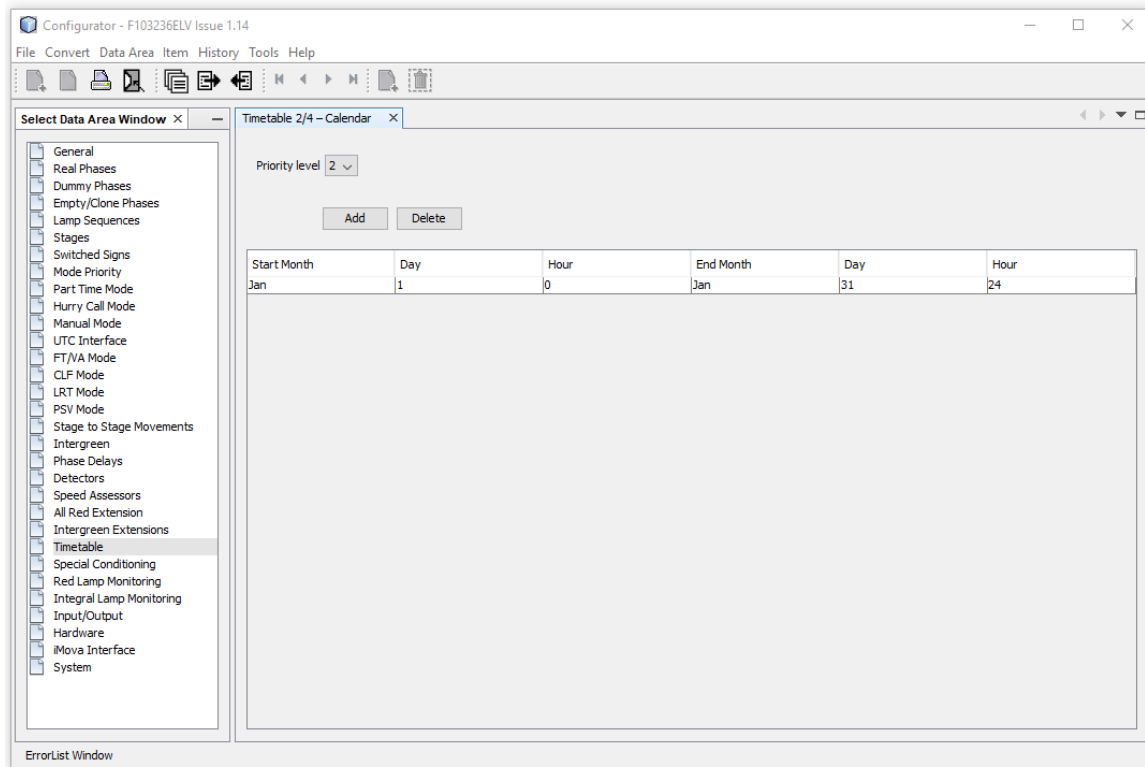 Configurator - F103236ELV Issue 1.14
File Convert Data Area Item History Tools Help
Select Data Area Window
Timetable 2/4 – Calendar
General
Real Phases
Dummy Phases
Empty/Clone Phases
Lamp Sequences
Stages
Switched Signs
Mode Priority
Part Time Mode
Hurry Call Mode
Manual Mode
UTC Interface
FT/VA Mode
CLF Mode
LRT Mode
PSV Mode
Stage to Stage Movements
Intergreen
Phase Delays
Detectors
Speed Assessors
All Red Extension
Intergreen Extensions
Timetable
Special Conditioning
Red Lamp Monitoring
Integral Lamp Monitoring
Input/Output
Hardware
iMova Interface
System
Priority level 2
Add Delete
Start Month Day Hour End Month Day Hour
Jan 1 0 Jan 31 24
ErrorList Window